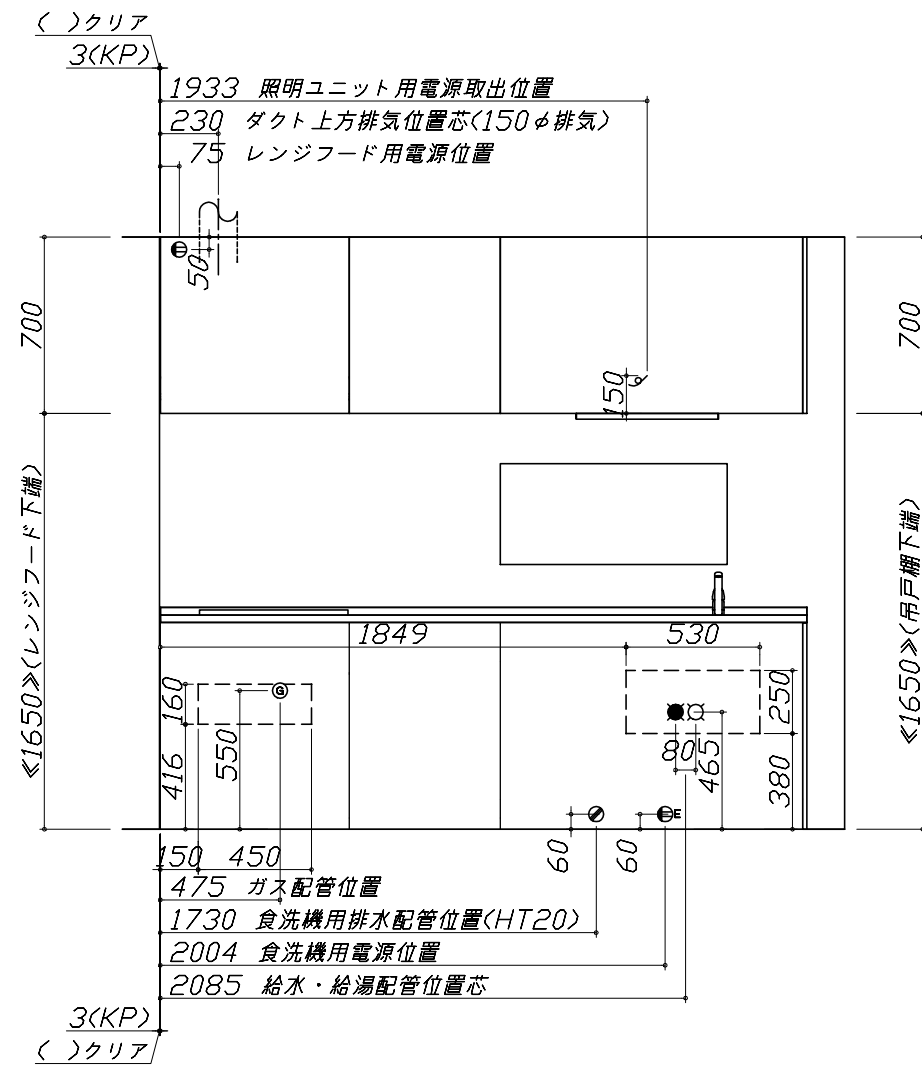 ( )クリア
3(KP)
1933 照明ユニット用電源取出位置
230 ダクト上方排気位置芯(150φ排気)
75 レンジフード用電源位置
50
700
700
150
≪1650≫(レンジフード下端)
≪1650≫(吊戸棚下端)
1849
530
160
G
250
550
80
465
416
380
E
60
60
150
450
475 ガス配管位置
1730 食洗機用排水配管位置(HT20)
2004 食洗機用電源位置
2085 給水・給湯配管位置芯
3(KP)
( )クリア